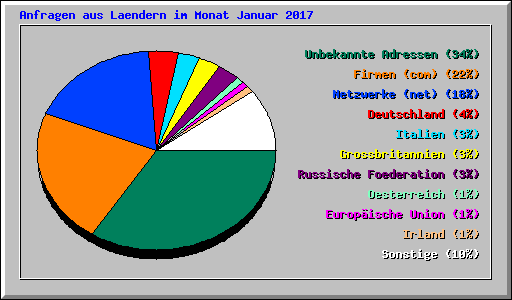 Anfragen aus Laendern im Monat Januar 2017
Unbekannte Adressen (34%)
Firmen (com) (22%)
Netzwerke (net) (18%)
Deutschland (4%)
Italien (3%)
Grossbritannien (3%)
Russische Foederation (3%)
Oesterreich (1%)
Europäische Union (1%)
Irland (1%)
Sonstige (10%)